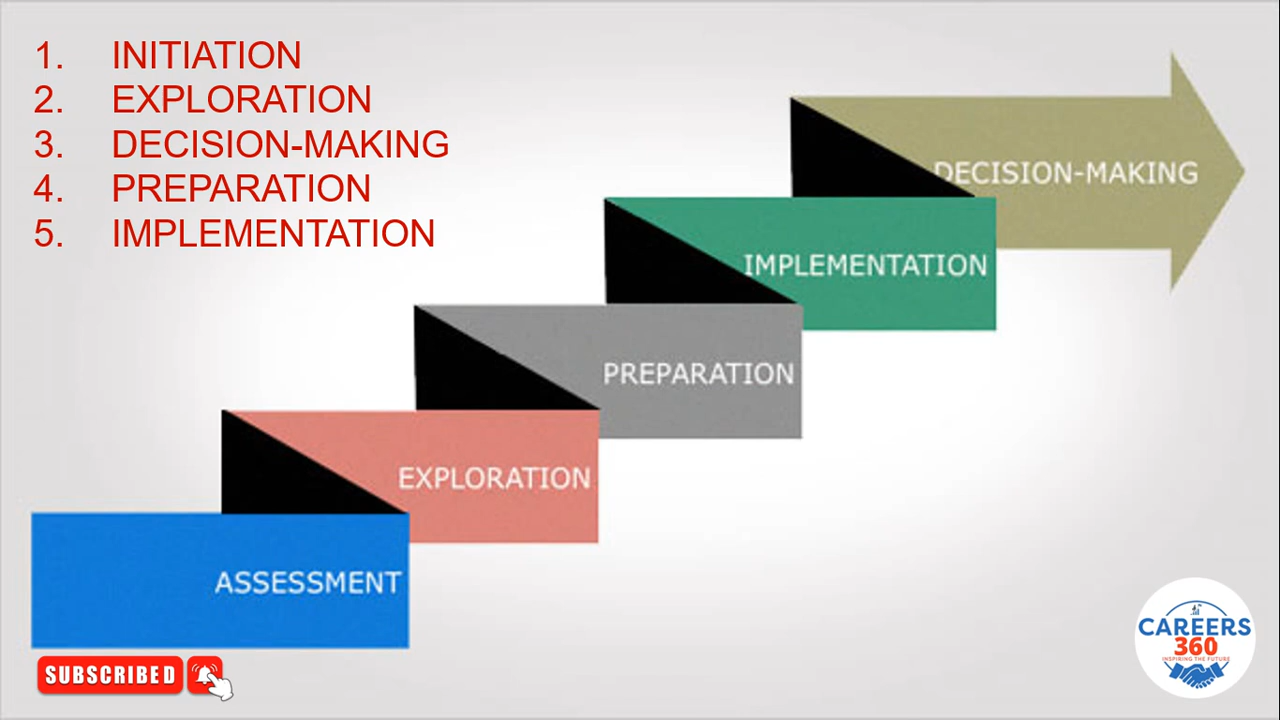 1. INITIATION
2. EXPLORATION
3. DECISION-MAKING
4. PREPARATION
5. IMPLEMENTATION
DECISION-MAKING
IMPLEMENTATION
PREPARATION
EXPLORATION
ASSESSMENT
SUBSCRIBED
CAREERS
360
INSPIRING THE FUTURE